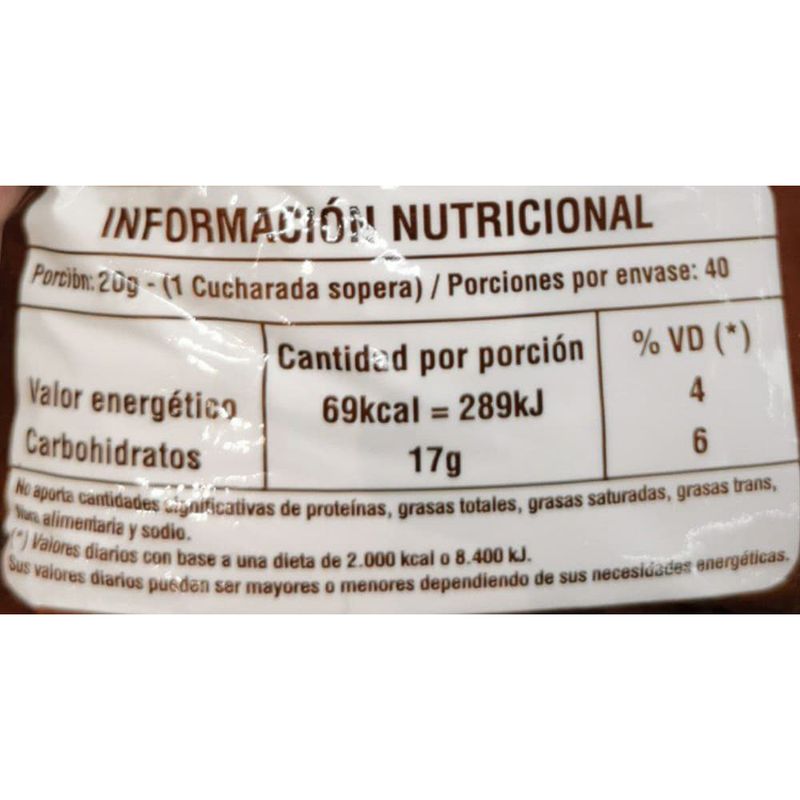 INFORMACIÓN NUTRICIONAL
Porción: 20g - (1 Cucharada sopera) / Porciones por envase: 40
Cantidad por porción % VD (*)
Valor energético 69kcal = 289kJ 4
Carbohidratos 17g 6
No aporta cantidades significativas de proteínas, grasas totales, grasas saturadas, grasas trans,
fibra alimentaria y sodio.
(*) Valores diarios con base a una dieta de 2.000 kcal o 8.400 kJ.
Sus valores diarios pueden ser mayores o menores dependiendo de sus necesidades energéticas.